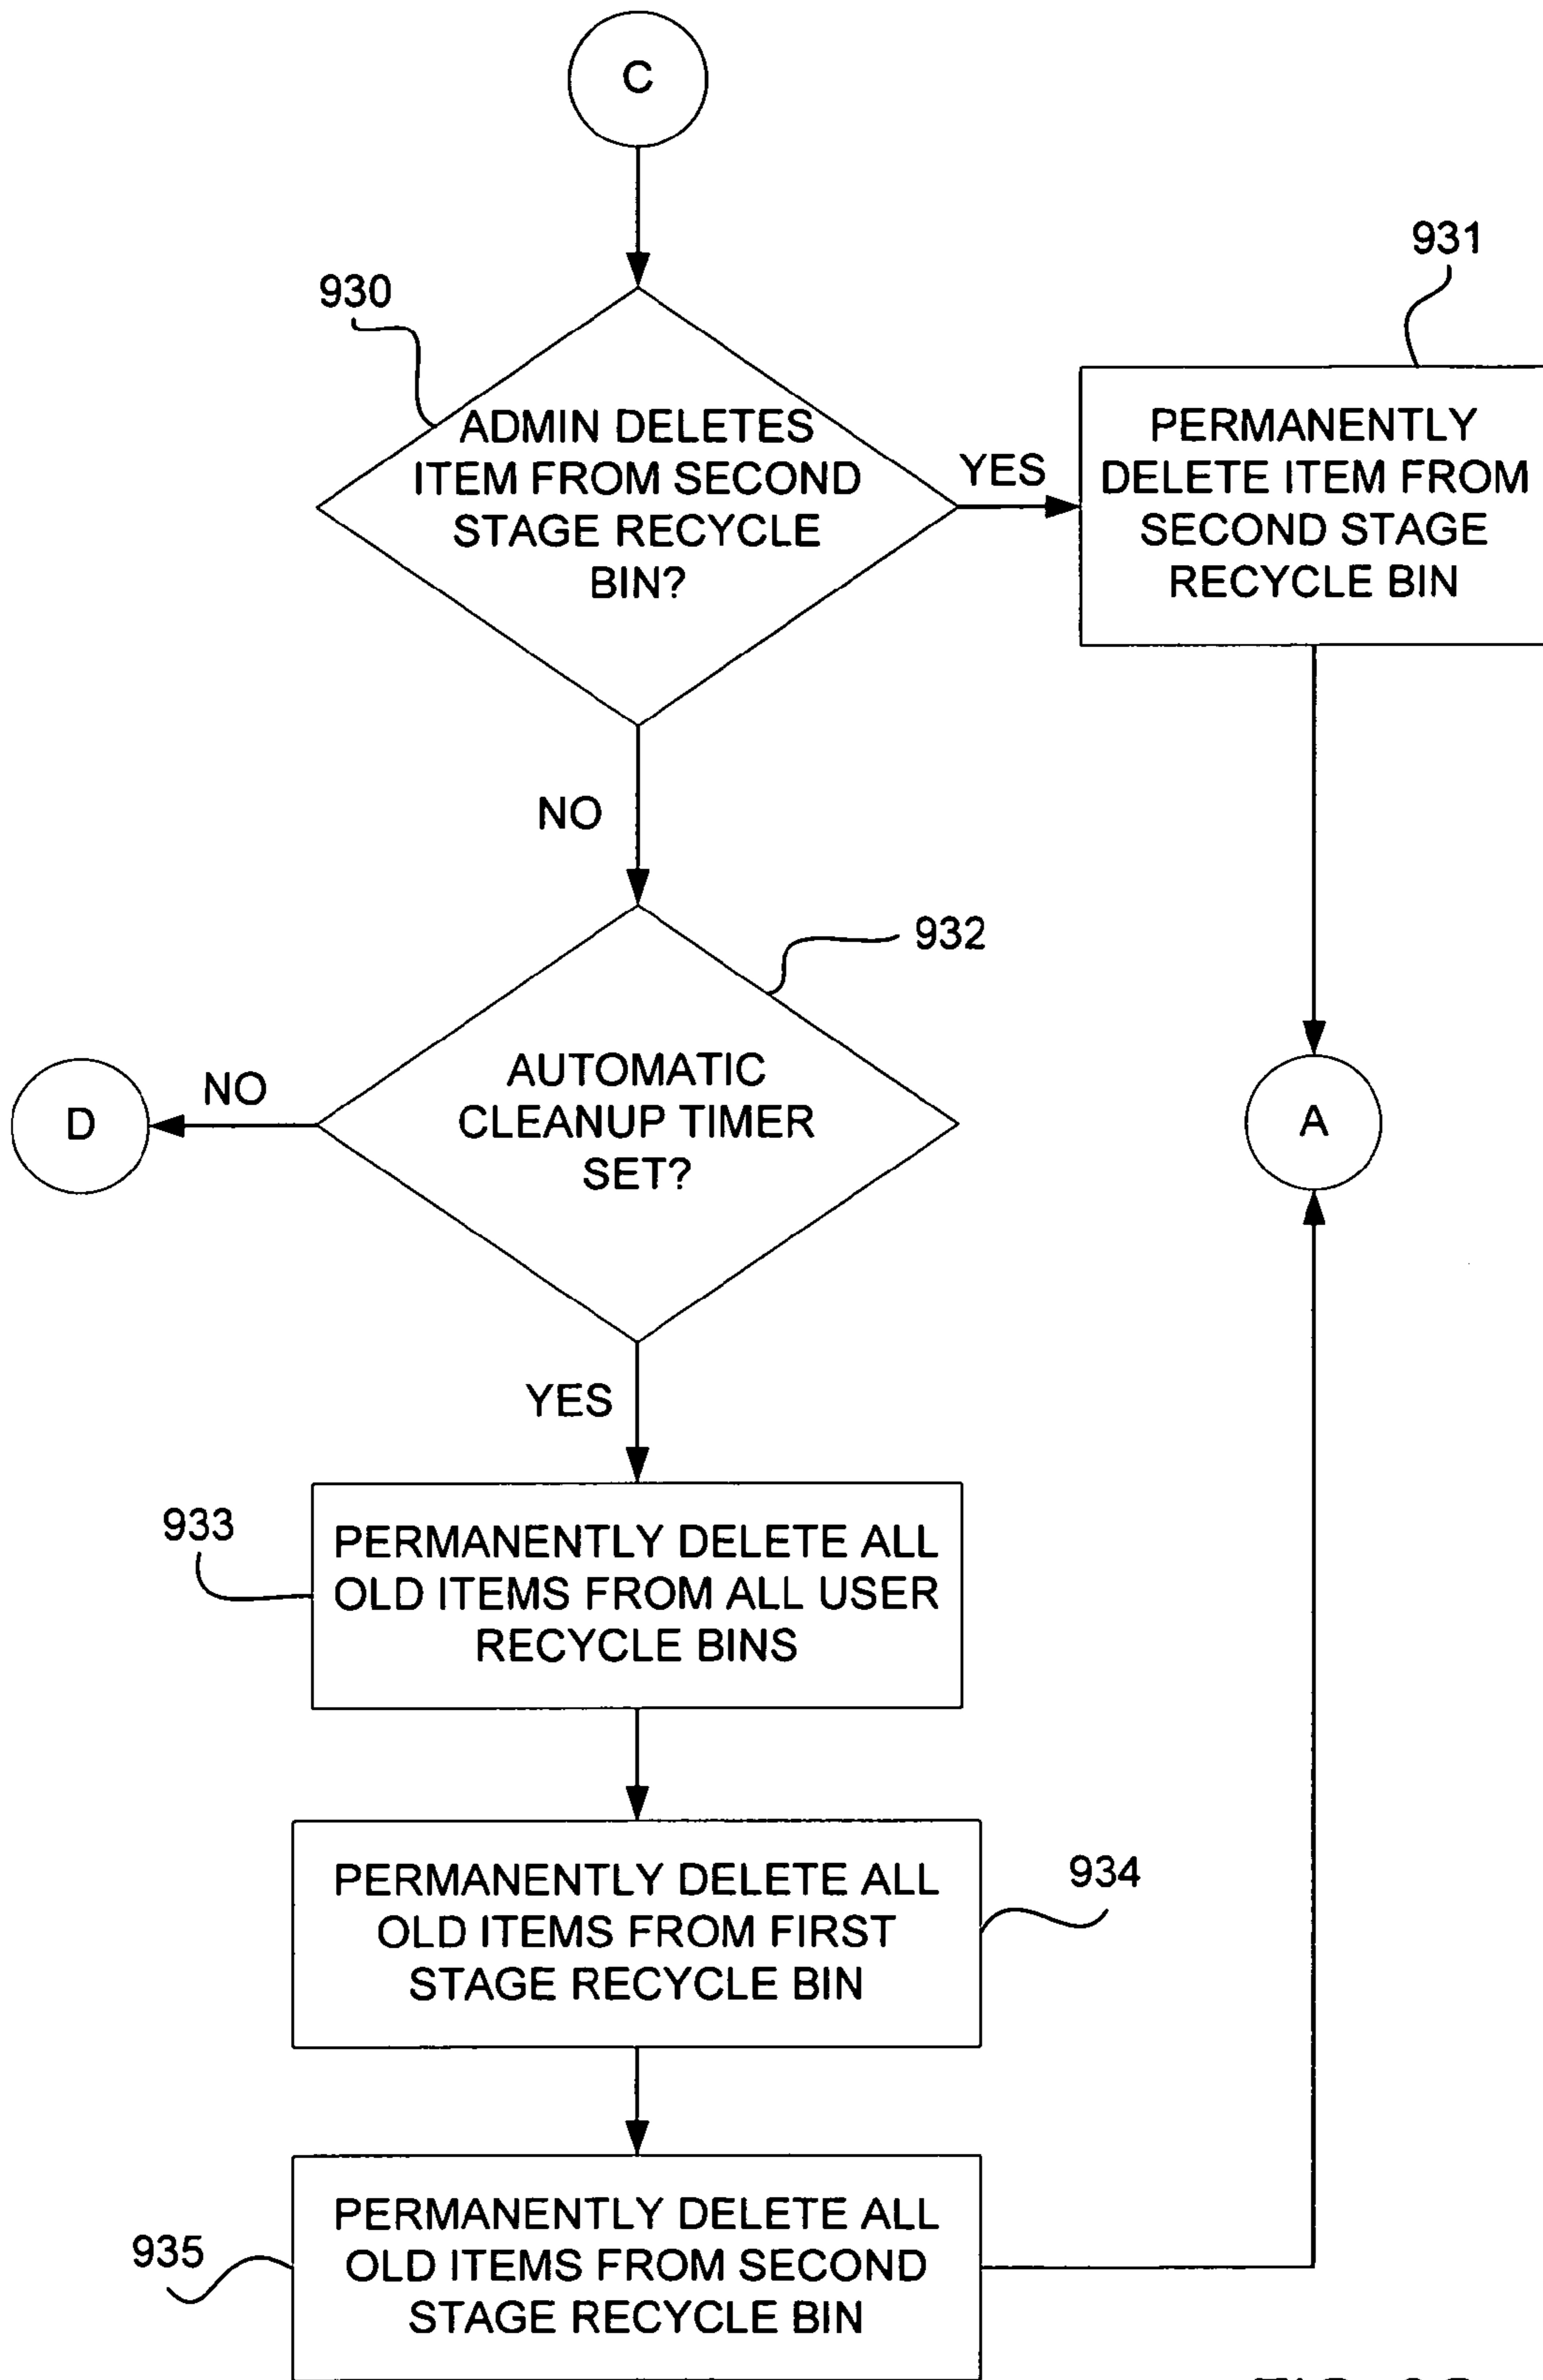 C
930
ADMIN DELETES
ITEM FROM SECOND
STAGE RECYCLE
BIN?
YES
931
PERMANENTLY
DELETE ITEM FROM
SECOND STAGE
RECYCLE BIN
NO
932
AUTOMATIC
CLEANUP TIMER
SET?
NO
D
A
YES
933
PERMANENTLY DELETE ALL
OLD ITEMS FROM ALL USER
RECYCLE BINS
934
PERMANENTLY DELETE ALL
OLD ITEMS FROM FIRST
STAGE RECYCLE BIN
935
PERMANENTLY DELETE ALL
OLD ITEMS FROM SECOND
STAGE RECYCLE BIN